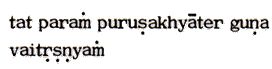 tat paraṁ puruṣakhyāter guṇa
vaitṛṣṇyaṁ